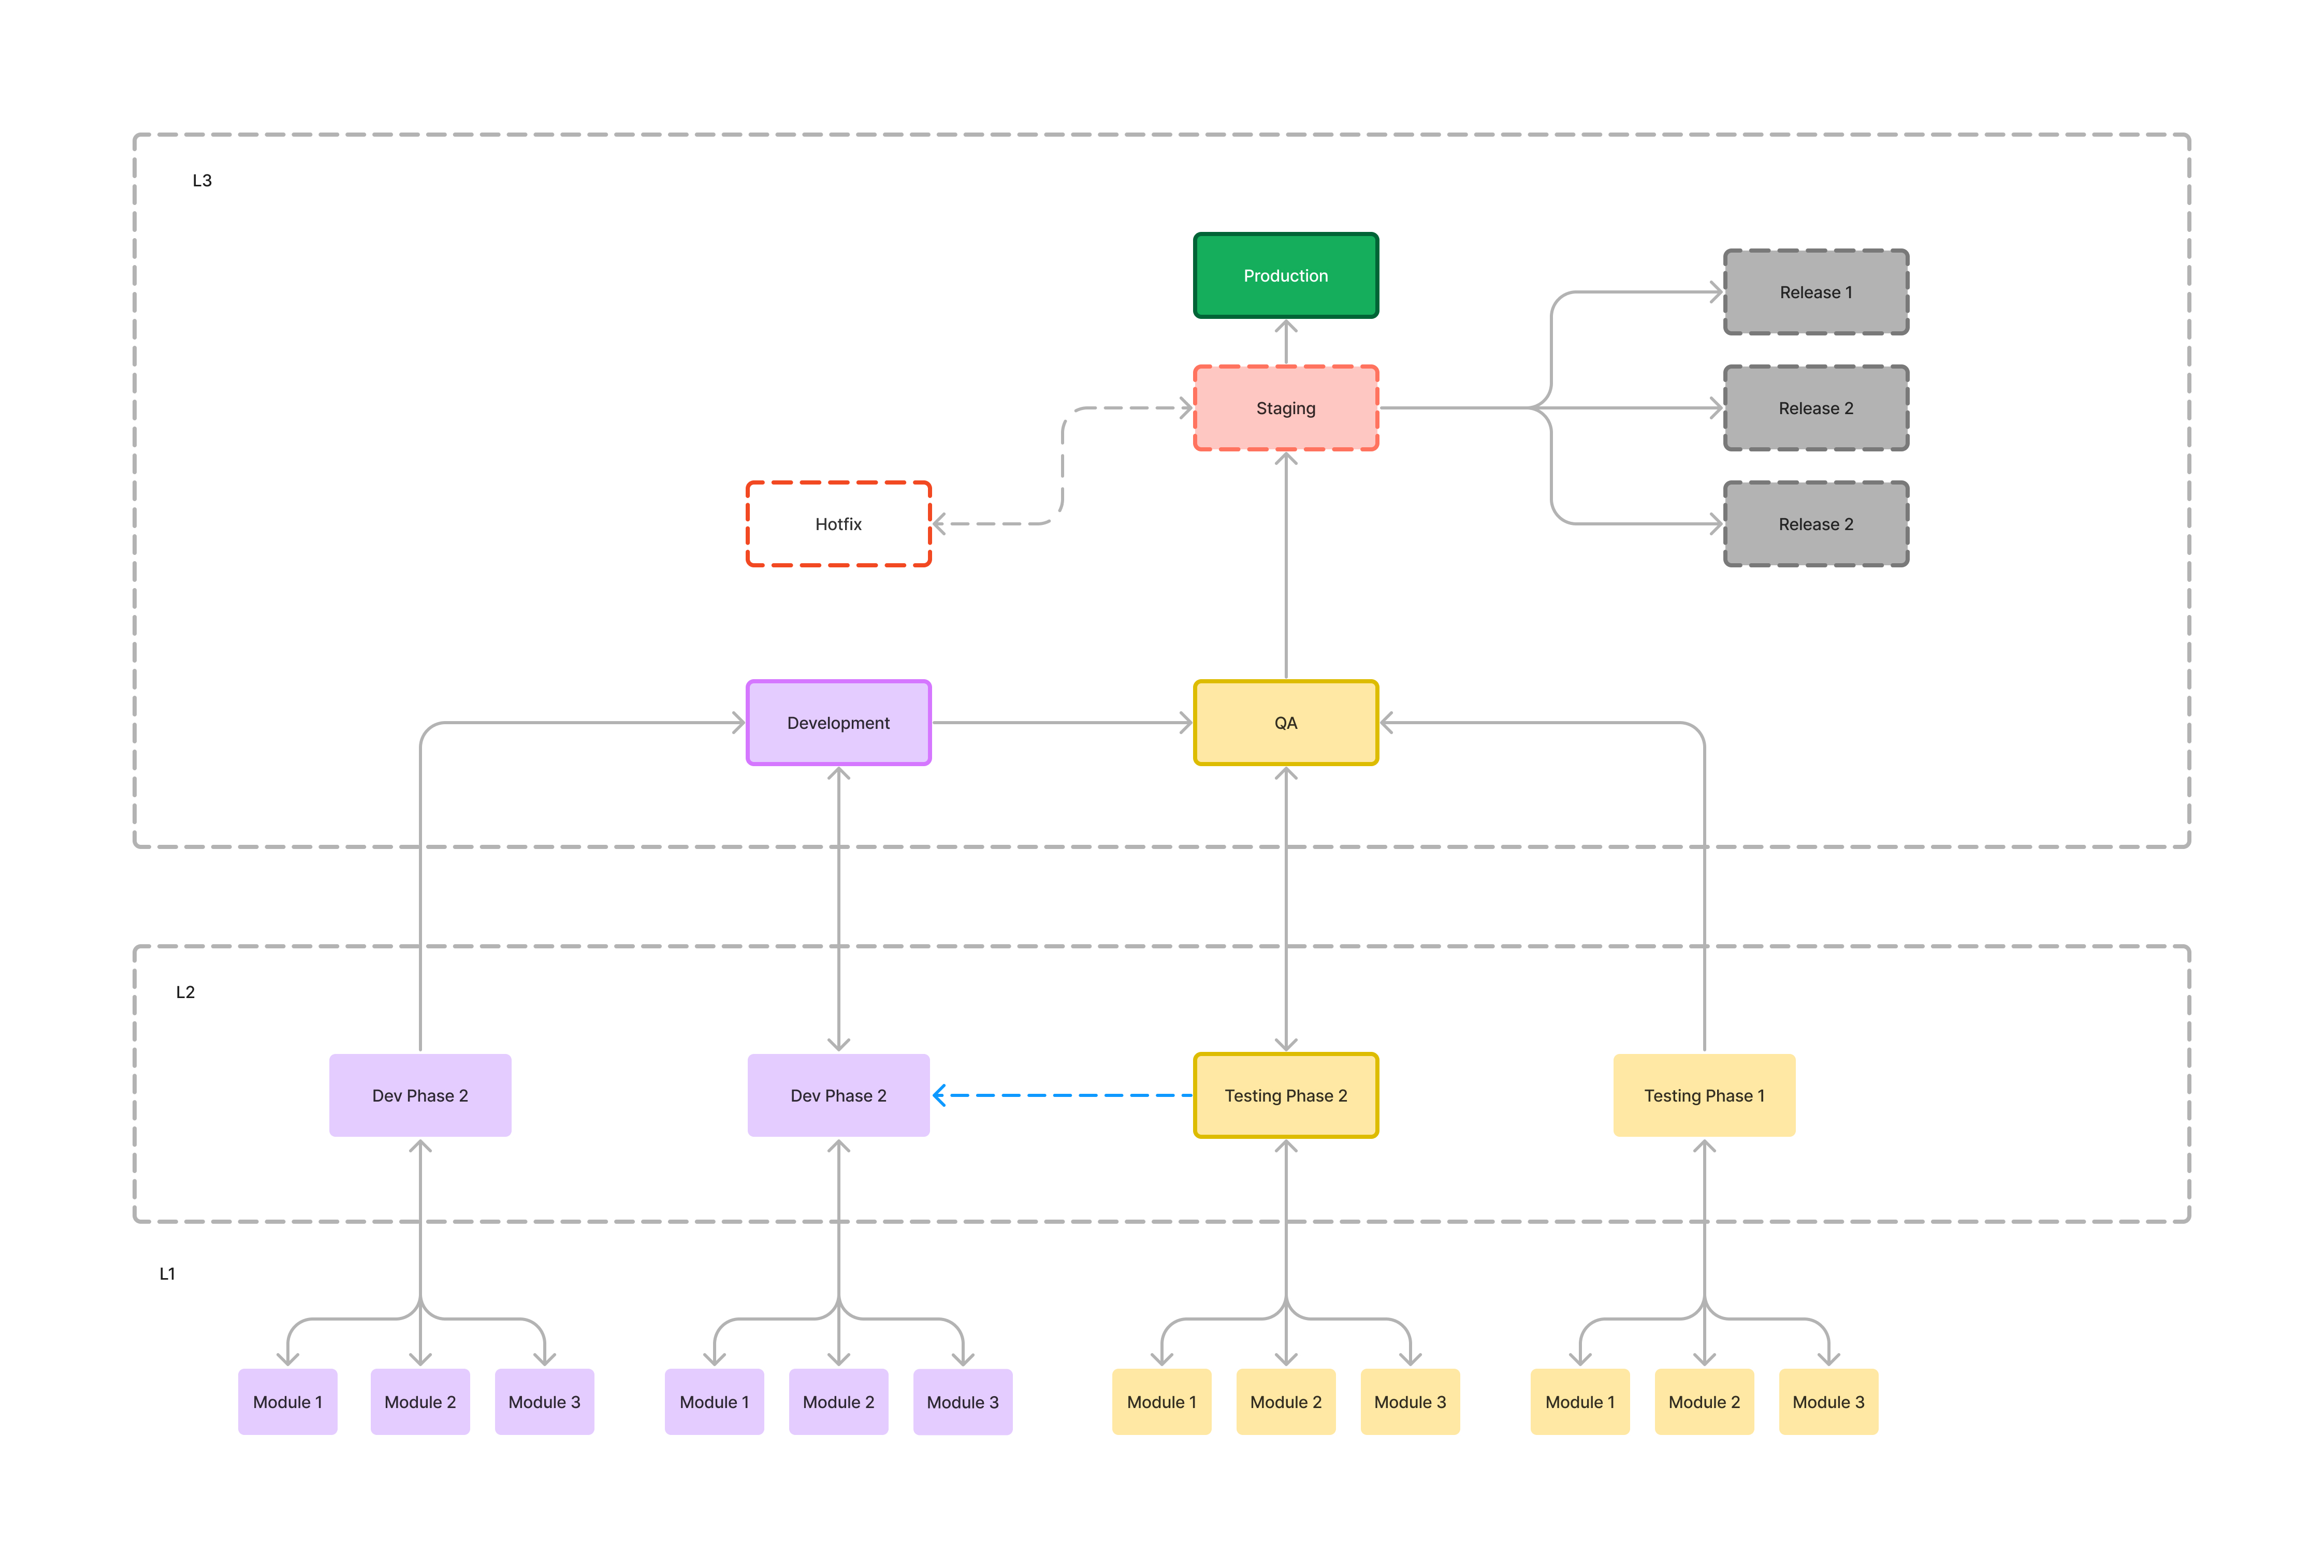 L3
Production
Release 1
Staging
Release 2
Hotfix
Release 2
Development
QA
L2
Dev Phase 2
Dev Phase 2
Testing Phase 2
Testing Phase 1
L1
Module 1
Module 2
Module 3
Module 1
Module 2
Module 3
Module 1
Module 2
Module 3
Module 1
Module 2
Module 3